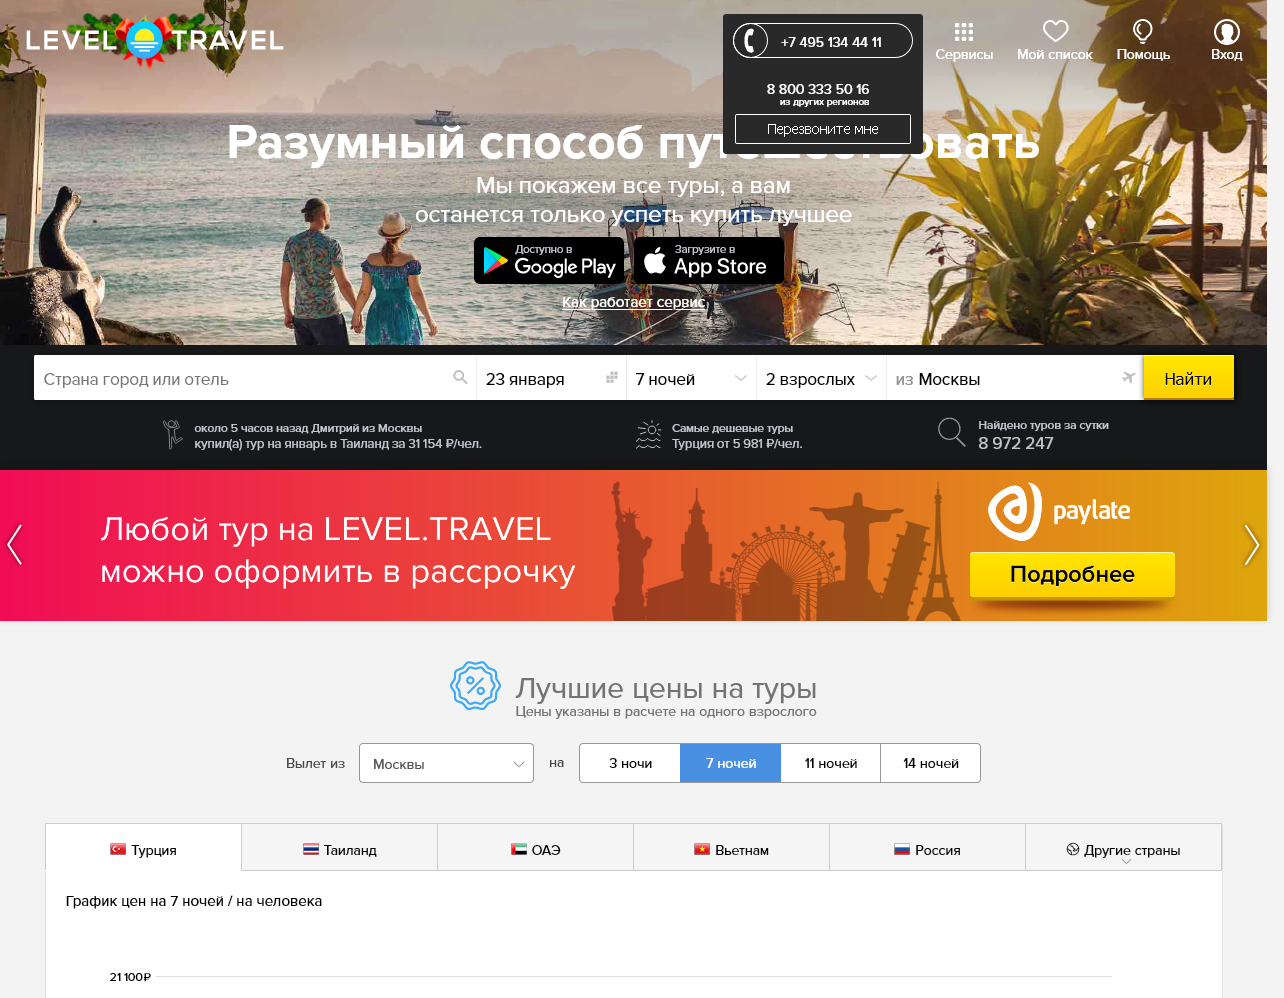 LEVEL TRAVEL
+7 495 134 44 11
8 800 333 50 16
из других регионов
Перезвоните мне
Сервисы
Мой список
Помощь
Вход
Разумный способ путешествовать
Мы покажем все туры, а вам
останется только успеть купить лучшее
Доступно в
Google Play
Загрузите в
App Store
Как работает сервис
Страна город или отель
23 января
7 ночей
2 взрослых
из Москвы
Найти
около 5 часов назад Дмитрий из Москвы
купил(а) тур на январь в Таиланд за 31 154 ₽/чел.
Самые дешевые туры
Турция от 5 981 ₽/чел.
Найдено туров за сутки
8 972 247
Любой тур на LEVEL.TRAVEL
можно оформить в рассрочку
paylate
Подробнее
Лучшие цены на туры
Цены указаны в расчете на одного взрослого
Вылет из
Москвы
на
3 ночи
7 ночей
11 ночей
14 ночей
Турция
Таиланд
ОАЭ
Вьетнам
Россия
Другие страны
График цен на 7 ночей / на человека
21 100₽